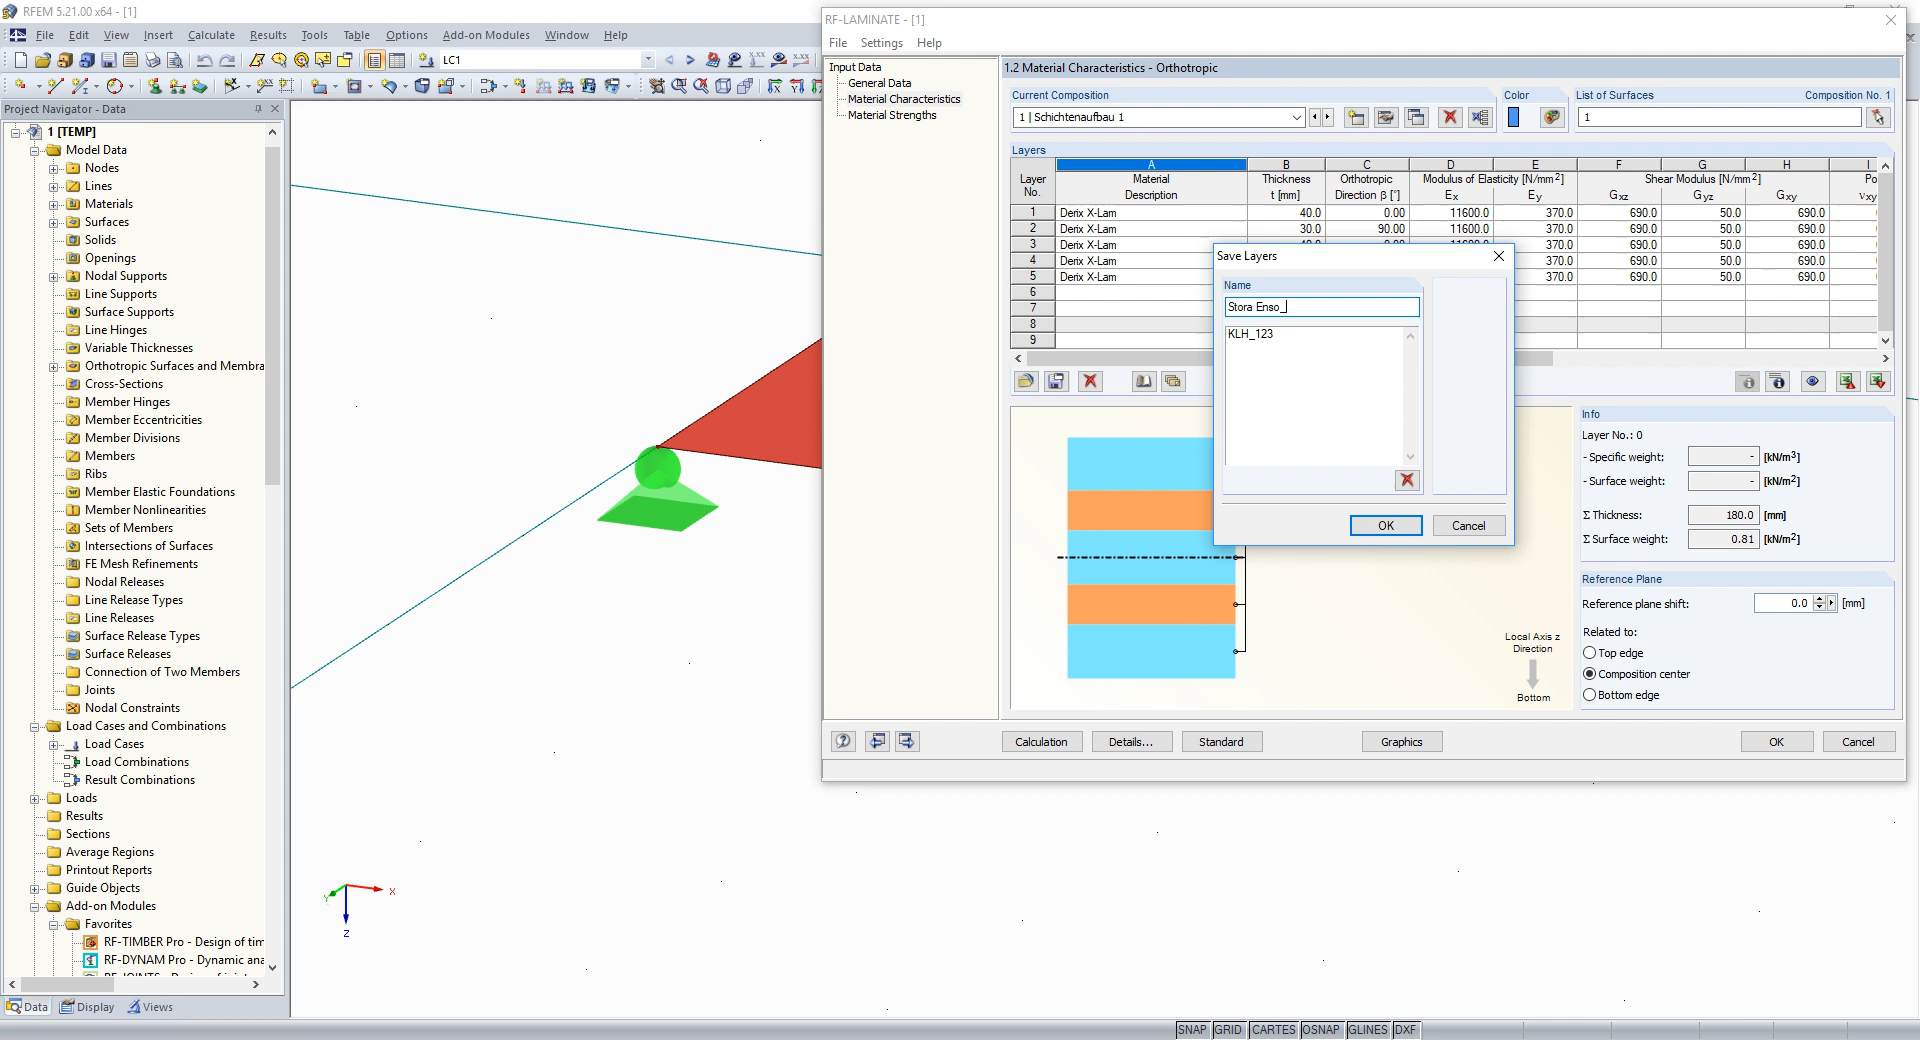 RFEM 5.21.00 x64 - [1]
File Edit View Insert Calculate Results Tools Table Options Add-on Modules Window Help
LC1
Project Navigator - Data
1 [TEMP]
Model Data
Nodes
Lines
Materials
Surfaces
Solids
Openings
Nodal Supports
Line Supports
Surface Supports
Line Hinges
Variable Thicknesses
Orthotropic Surfaces and Membra
Cross-Sections
Member Hinges
Member Eccentricities
Member Divisions
Members
Ribs
Member Elastic Foundations
Member Nonlinearities
Sets of Members
Intersections of Surfaces
FE Mesh Refinements
Nodal Releases
Line Release Types
Line Releases
Surface Release Types
Surface Releases
Connection of Two Members
Joints
Nodal Constraints
Load Cases and Combinations
Load Cases
Load Combinations
Result Combinations
Loads
Results
Sections
Average Regions
Printout Reports
Guide Objects
Add-on Modules
Favorites
RF-TIMBER Pro - Design of tim
RF-DYNAM Pro - Dynamic ana
Data Display Views
X
Y
Z
RF-LAMINATE - [1]
File Settings Help
Input Data
General Data
Material Characteristics
Material Strengths
1.2 Material Characteristics - Orthotropic
Current Composition Color List of Surfaces Composition No. 1
1 | Schichtenaufbau 1 1
Layers
A B C D E F G H I
Layer Material Thickness Orthotropic Modulus of Elasticity [N/mm²] Shear Modulus [N/mm²] Po
No. Description t [mm] Direction β [°] Ex Ey Gxz Gyz Gxy νxy
1 Derix X-Lam 40.0 0.00 11600.0 370.0 690.0 50.0 690.0
2 Derix X-Lam 30.0 90.00 11600.0 370.0 690.0 50.0 690.0
3 Derix X-Lam 370.0 690.0 50.0 690.0
4 Derix X-Lam 370.0 690.0 50.0 690.0
5 Derix X-Lam 370.0 690.0 50.0 690.0
6
7
8
9
Save Layers
Name
Stora Enso_
KLH_123
OK Cancel
Info
Layer No.: 0
- Specific weight: - [kN/m³]
- Surface weight: - [kN/m²]
Σ Thickness: 180.0 [mm]
Σ Surface weight: 0.81 [kN/m²]
Reference Plane
Reference plane shift: 0.0 [mm]
Related to:
Top edge
Composition center
Bottom edge
Local Axis z
Direction
Bottom
Calculation Details... Standard Graphics OK Cancel
SNAP GRID CARTES OSNAP GLINES DXF